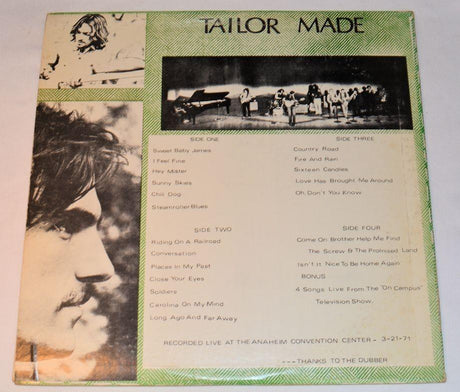 TAILOR MADE
SIDE ONE
Sweet Baby James
I Feel Fine
Hey Mister
Sunny Skies
Chili Dog
Steamroller Blues
SIDE TWO
Riding On A Railroad
Conversation
Places In My Past
Close Your Eyes
Soldiers
Carolina On My Mind
Long Ago And Far Away
SIDE THREE
Country Road
Fire And Rain
Sixteen Candles
Love Has Brought Me Around
Oh Don't You Know
SIDE FOUR
Come On Brother Help Me Find
The Screw & The Promised Land
Isn't It Nice To Be Home Again
BONUS
4 Songs Live From The "On Campus"
Television Show.
RECORDED LIVE AT THE ANAHEIM CONVENTION CENTER - 3-21-71
---THANKS TO THE DUBBER